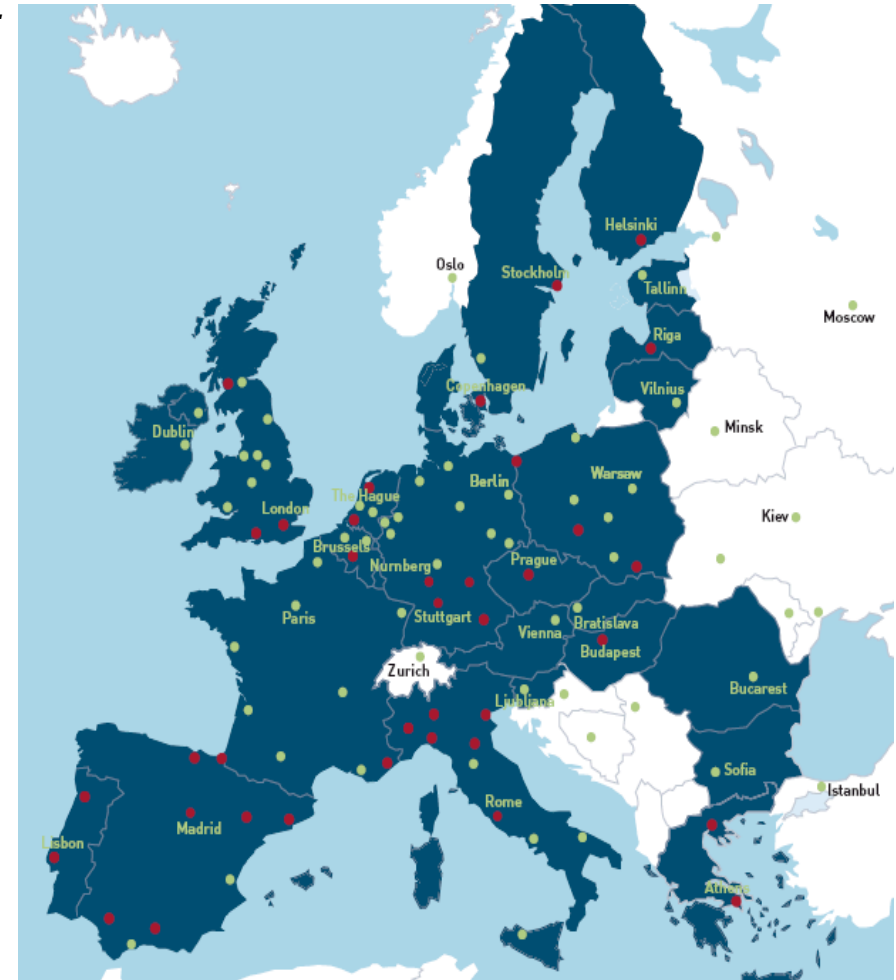 Helsinki
Oslo
Stockholm
Tallinn
Moscow
Riga
Copenhagen
Vilnius
Minsk
Dublin
Warsaw
Berlin
The Hague
London
Kiev
Brussels
Prague
Nurnberg
Paris
Stuttgart
Bratislava
Vienna
Budapest
Zurich
Bucarest
Ljubljana
Sofia
Istanbul
Rome
Madrid
Lisbon
Athens